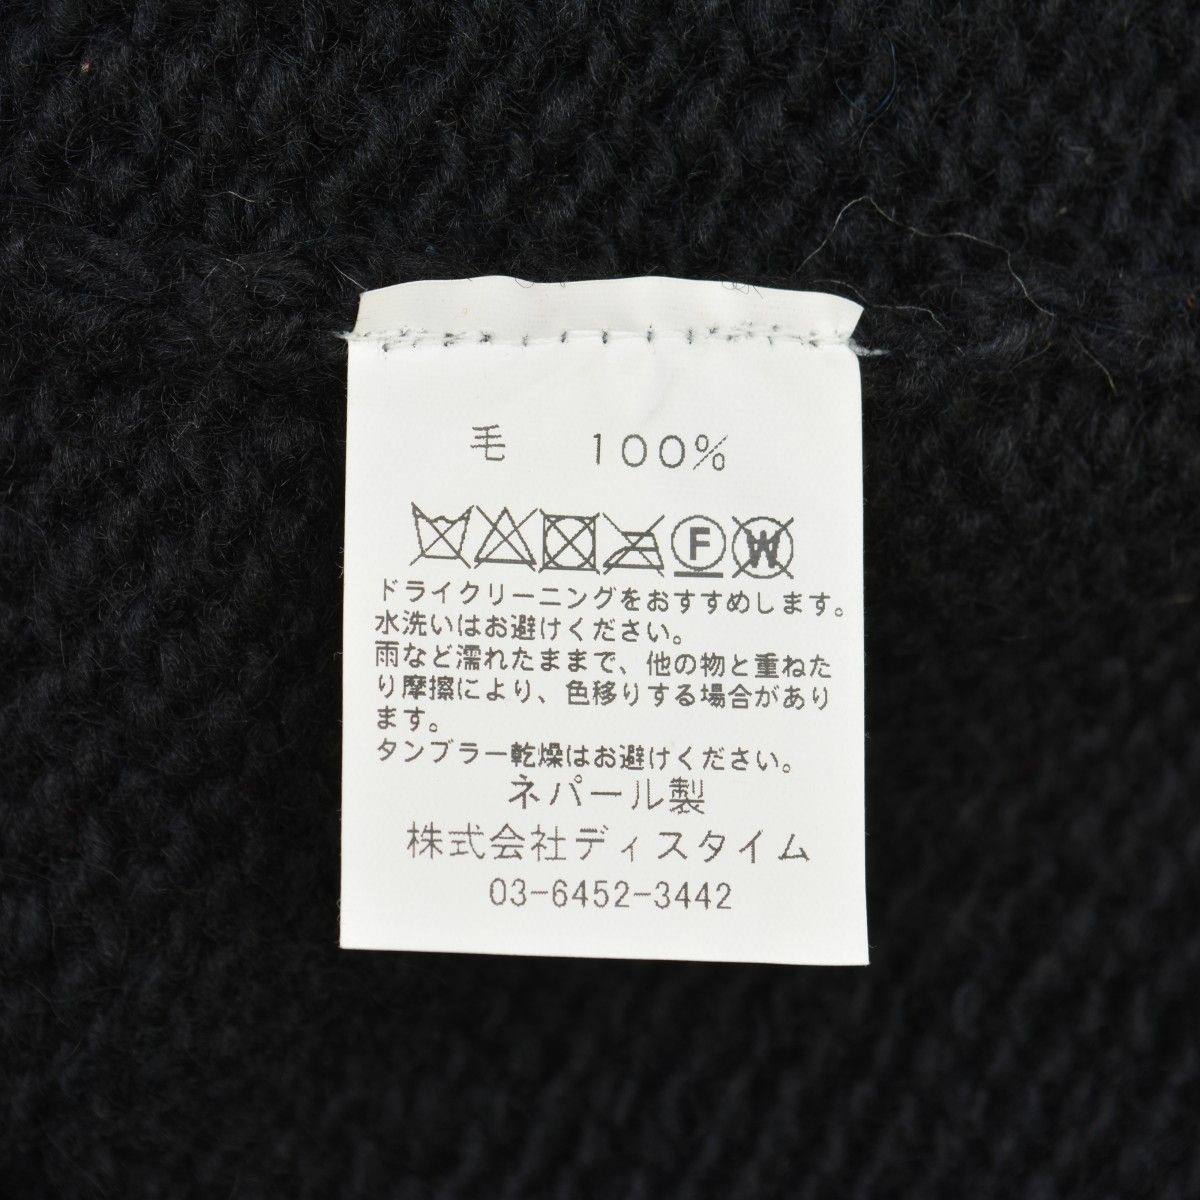 毛　100%
F W
ドライクリーニングをおすすめします。
水洗いはお避けください。
雨など濡れたままで、他の物と重ねた
り摩擦により、色移りする場合があり
ます。
タンブラー乾燥はお避けください。
ネパール製
株式会社ディスタイム
03-6452-3442